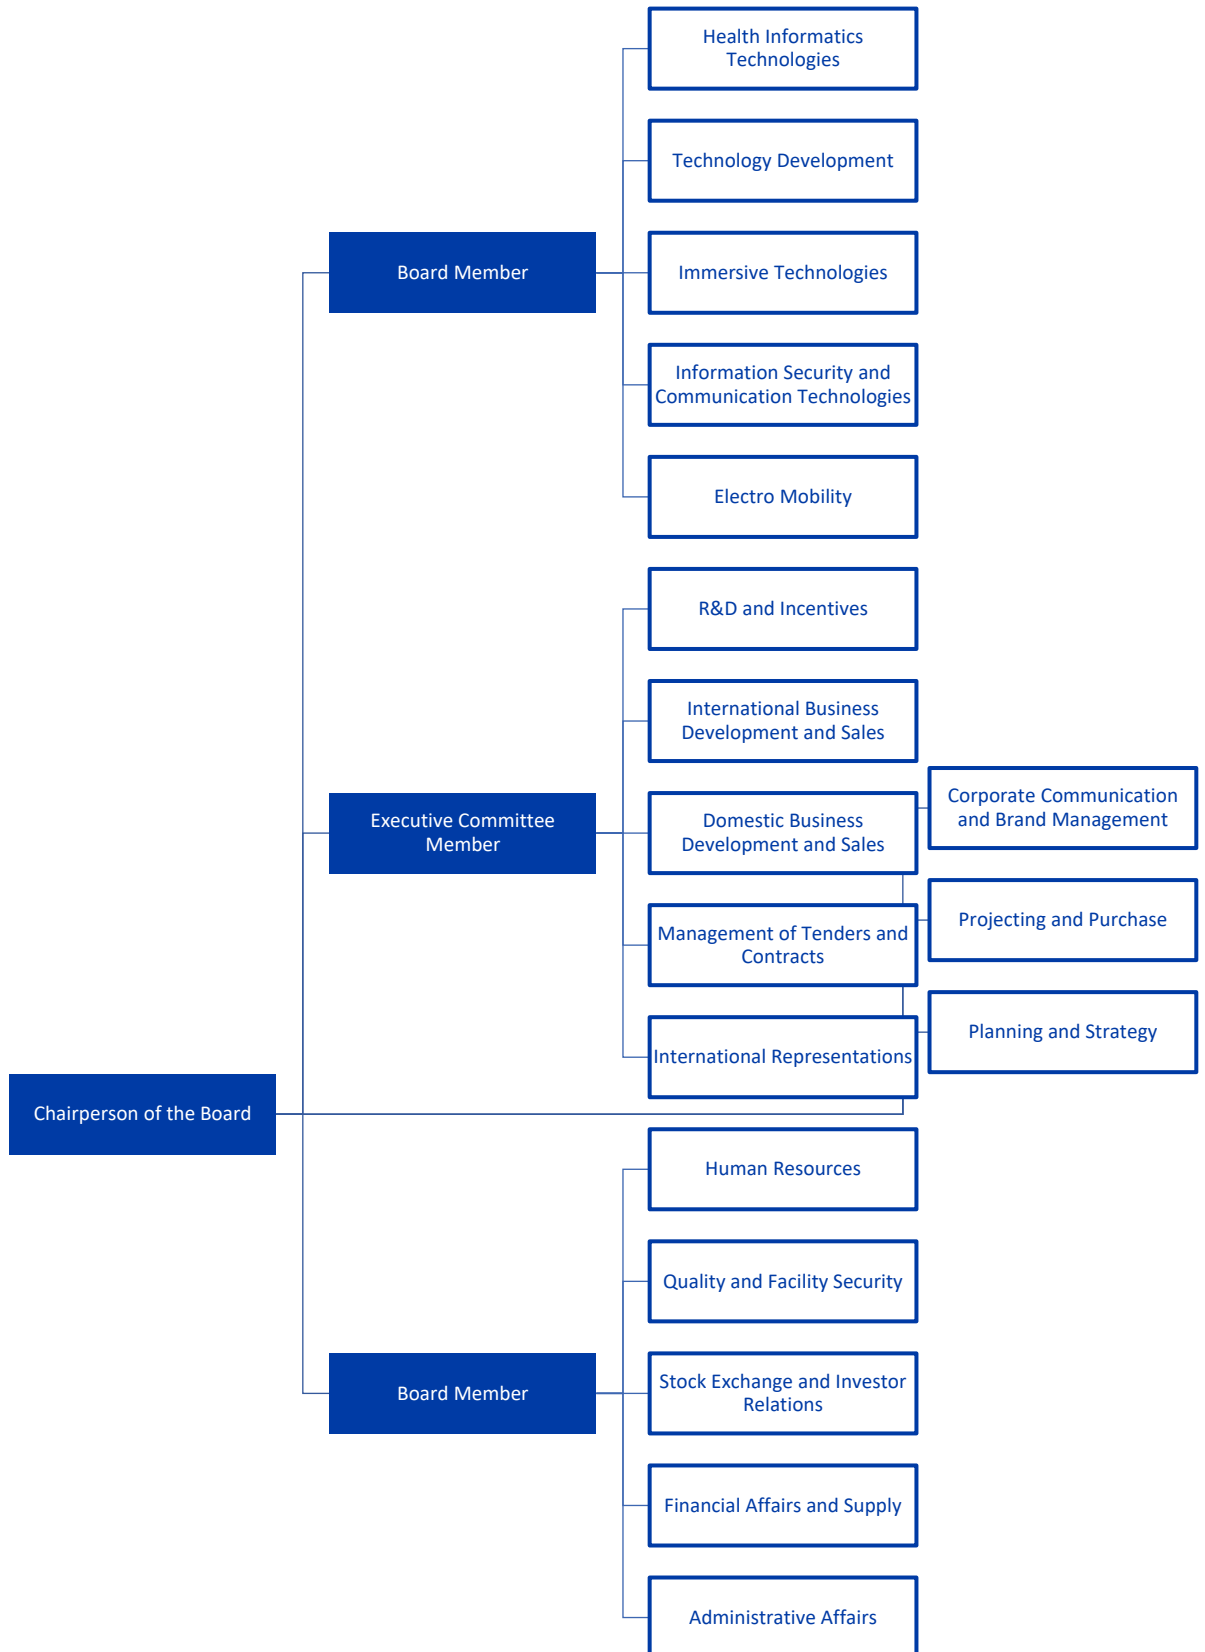 Health Informatics
Technologies
Technology Development
Board Member
Immersive Technologies
Information Security and
Communication Technologies
Electro Mobility
R&D and Incentives
International Business
Development and Sales
Executive Committee
Member
Domestic Business
Development and Sales
Corporate Communication
and Brand Management
Management of Tenders and
Contracts
Projecting and Purchase
International Representations
Planning and Strategy
Chairperson of the Board
Human Resources
Quality and Facility Security
Board Member
Stock Exchange and Investor
Relations
Financial Affairs and Supply
Administrative Affairs